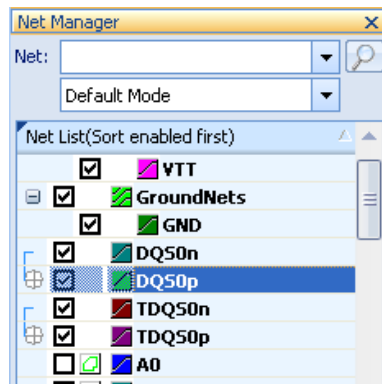 Net Manager
Net:
Default Mode
Net List(Sort enabled first)
VTT
GroundNets
GND
DQS0n
DQS0p
TDQS0n
TDQS0p
A0